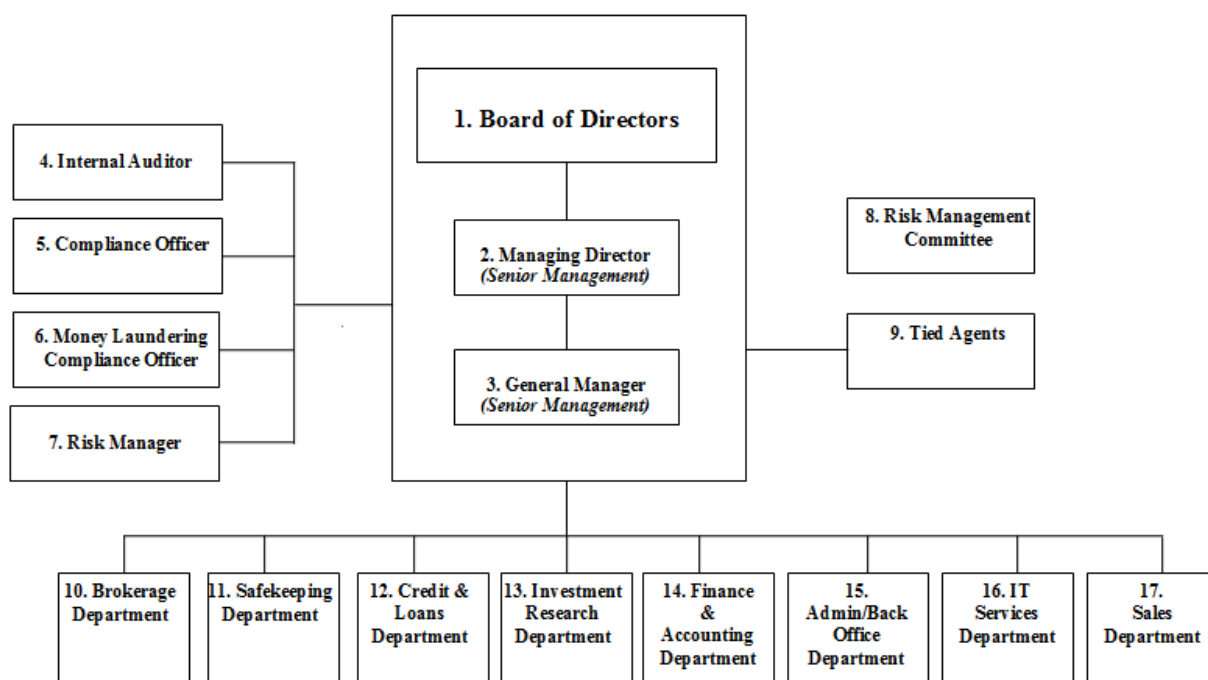 1. Board of Directors
2. Managing Director
(Senior Management)
3. General Manager
(Senior Management)
4. Internal Auditor
5. Compliance Officer
6. Money Laundering
Compliance Officer
7. Risk Manager
8. Risk Management
Committee
9. Tied Agents
10. Brokerage
Department
11. Safekeeping
Department
12. Credit &
Loans
Department
13. Investment
Research
Department
14. Finance
&
Accounting
Department
15.
Admin/Back
Office
Department
16. IT
Services
Department
17.
Sales
Department